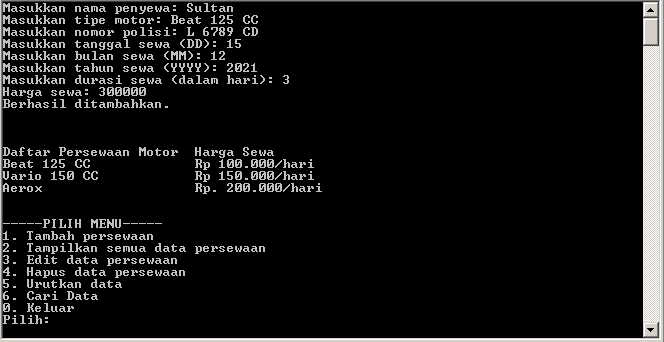 Masukkan nama penyewa: Sultan
Masukkan tipe motor: Beat 125 CC
Masukkan nomor polisi: L 6789 CD
Masukkan tanggal sewa (DD): 15
Masukkan bulan sewa (MM): 12
Masukkan tahun sewa (YYYY): 2021
Masukkan durasi sewa (dalam hari): 3
Harga sewa: 300000
Berhasil ditambahkan.
Daftar Persewaan Motor  Harga Sewa
Beat 125 CC             Rp 100.000/hari
Vario 150 CC            Rp 150.000/hari
Aerox                   Rp. 200.000/hari
-----PILIH MENU-----
1. Tambah persewaan
2. Tampilkan semua data persewaan
3. Edit data persewaan
4. Hapus data persewaan
5. Urutkan data
6. Cari Data
0. Keluar
Pilih: